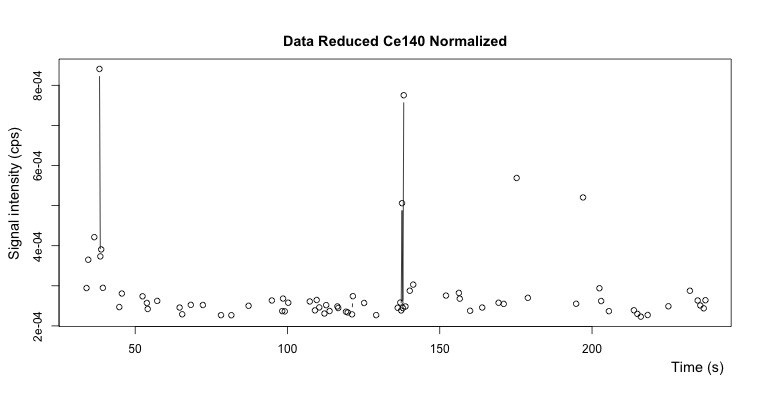 Data Reduced Ce140 Normalized
Signal intensity (cps)
8e-04
6e-04
4e-04
2e-04
50 100 150 200
Time (s)